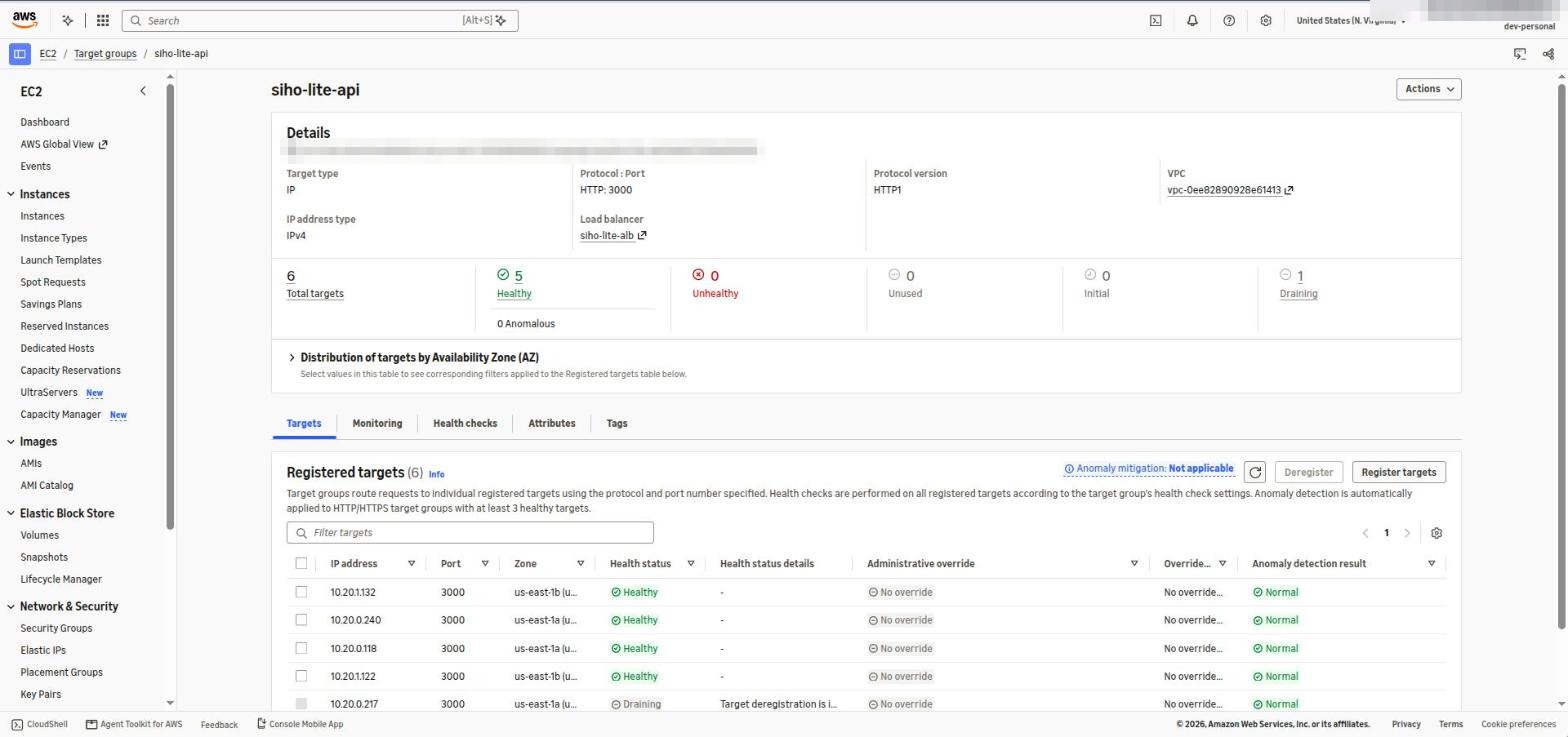 aws
Search [Alt+S]
dev-personal
EC2 / Target groups / siho-lite-api
EC2
Dashboard
AWS Global View
Events
Instances
Instances
Instance Types
Launch Templates
Spot Requests
Savings Plans
Reserved Instances
Dedicated Hosts
Capacity Reservations
UltraServers New
Capacity Manager New
Images
AMIs
AMI Catalog
Elastic Block Store
Volumes
Snapshots
Lifecycle Manager
Network & Security
Security Groups
Elastic IPs
Placement Groups
Key Pairs
siho-lite-api
Actions
Details
Target type
IP
Protocol : Port
HTTP: 3000
Protocol version
HTTP1
VPC
vpc-0ee82890928e61413
IP address type
IPv4
Load balancer
siho-lite-alb
6
Total targets
5
Healthy
0 Anomalous
0
Unhealthy
0
Unused
0
Initial
1
Draining
Distribution of targets by Availability Zone (AZ)
Select values in this table to see corresponding filters applied to the Registered targets table below.
Targets Monitoring Health checks Attributes Tags
Registered targets (6) Info
Anomaly mitigation: Not applicable Deregister Register targets
Target groups route requests to individual registered targets using the protocol and port number specified. Health checks are performed on all registered targets according to the target group's health check settings. Anomaly detection is automatically
applied to HTTP/HTTPS target groups with at least 3 healthy targets.
Filter targets
1
IP address Port Zone Health status Health status details Administrative override Override... Anomaly detection result
10.20.1.132 3000 us-east-1b (u... Healthy - No override No override... Normal
10.20.0.240 3000 us-east-1a (u... Healthy - No override No override... Normal
10.20.0.118 3000 us-east-1a (u... Healthy - No override No override... Normal
10.20.1.122 3000 us-east-1b (u... Healthy - No override No override... Normal
10.20.0.217 3000 us-east-1a (u... Draining Target deregistration is i... No override No override... Normal
CloudShell Agent Toolkit for AWS Feedback Console Mobile App
© 2026, Amazon Web Services, Inc. or its affiliates. Privacy Terms Cookie preferences